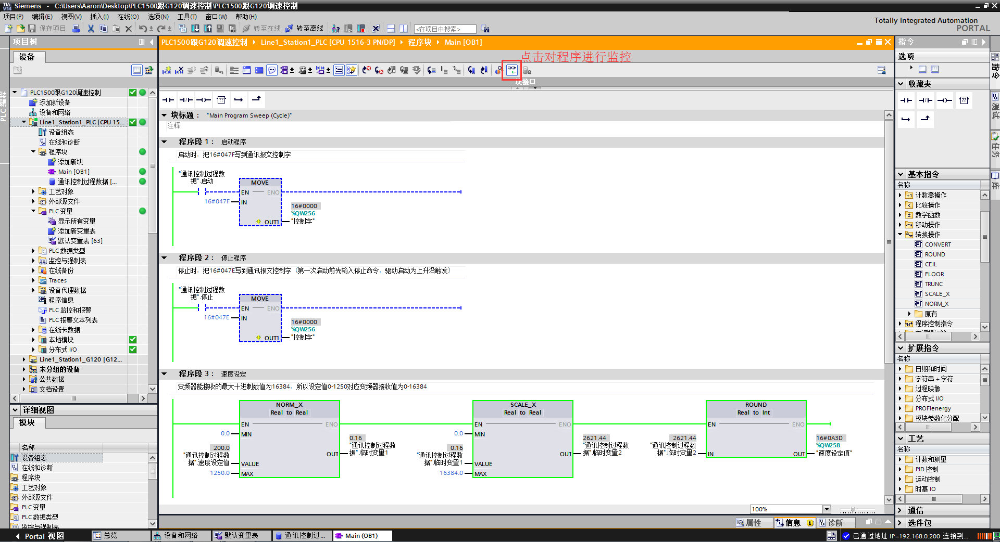 Siemens - C:\Users\Aaron\Desktop\PLC1500跟G120调速控制\PLC1500跟G120调速控制
项目(P) 编辑(E) 视图(V) 插入(I) 在线(O) 选项(N) 工具(T) 窗口(W) 帮助(H)
保存项目 转至在线 转至离线 <在项目中搜索>
Totally Integrated Automation
PORTAL
项目树
设备
PLC1500跟G120调速控制
添加新设备
设备和网络
Line1_Station1_PLC [CPU 15...
设备组态
在线和诊断
程序块
添加新块
Main [OB1]
通讯控制过程数据 [...
工艺对象
外部源文件
PLC 变量
显示所有变量
添加新变量表
默认变量表 [63]
PLC 数据类型
监控与强制表
在线备份
Traces
设备代理数据
程序信息
PLC 监控和报警
PLC 报警文本列表
在线卡数据
本地模块
分布式 I/O
Line1_Station1_G120 [G12...
未分组的设备
公共数据
文档设置
详细视图
模块
名称
设备组态
在线和诊断
程序块
工艺对象
外部源文件
PLC 变量
PLC 数据类型
监控与强制表
PLC 编程
PLC1500跟G120调速控制 Line1_Station1_PLC [CPU 1516-3 PN/DP] 程序块 Main [OB1]
点击对程序进行监控
块接口
块标题: "Main Program Sweep (Cycle)"
注释
程序段 1: 启动程序
启动时，把16#047F写到通讯报文控制字
"通讯控制过程数
据".启动
MOVE
EN ENO
16#047F IN
16#0000
%QW256
OUT1 "控制字"
程序段 2: 停止程序
停止时，把16#047E写到通讯报文控制字（第一次启动前先输入停止命令，驱动启动为上升沿触发）
"通讯控制过程数
据".停止
MOVE
EN ENO
16#047E IN
16#0000
%QW256
OUT1 "控制字"
程序段 3: 速度设定
变频器能接收的最大十进制数值为16384，所以设定值0-1250对应变频器接收值为0-16384
NORM_X
Real to Real
EN ENO
0.0 MIN
200.0
"通讯控制过程数
据".速度设定值 VALUE
1250.0 MAX
0.16
"通讯控制过程数
OUT 据".临时变量1
SCALE_X
Real to Real
EN ENO
0.0 MIN
0.16
"通讯控制过程数
据".临时变量1 VALUE
16384.0 MAX
2621.44
"通讯控制过程数
OUT 据".临时变量2
ROUND
Real to Int
EN ENO
2621.44
"通讯控制过程数
据".临时变量2 IN
16#0A3D
%QW258
OUT "速度设定值"
100%
属性 信息 诊断
指令
选项
收藏夹
基本指令
名称
计数器操作
比较操作
数学函数
移动操作
转换操作
CONVERT
ROUND
CEIL
FLOOR
TRUNC
SCALE_X
NORM_X
原有
程序控制指令
扩展指令
名称
日期和时间
字符串 + 字符
过程映像
分布式 I/O
PROFIenergy
模块参数化分配
工艺
名称
计数和测量
PID 控制
运动控制
时基 IO
通信
选件包
指令
测试
任务
库
Portal 视图 总览 设备和网络 默认变量表 通讯控制过... Main (OB1)
已通过地址 IP=192.168.0.200 连接到...